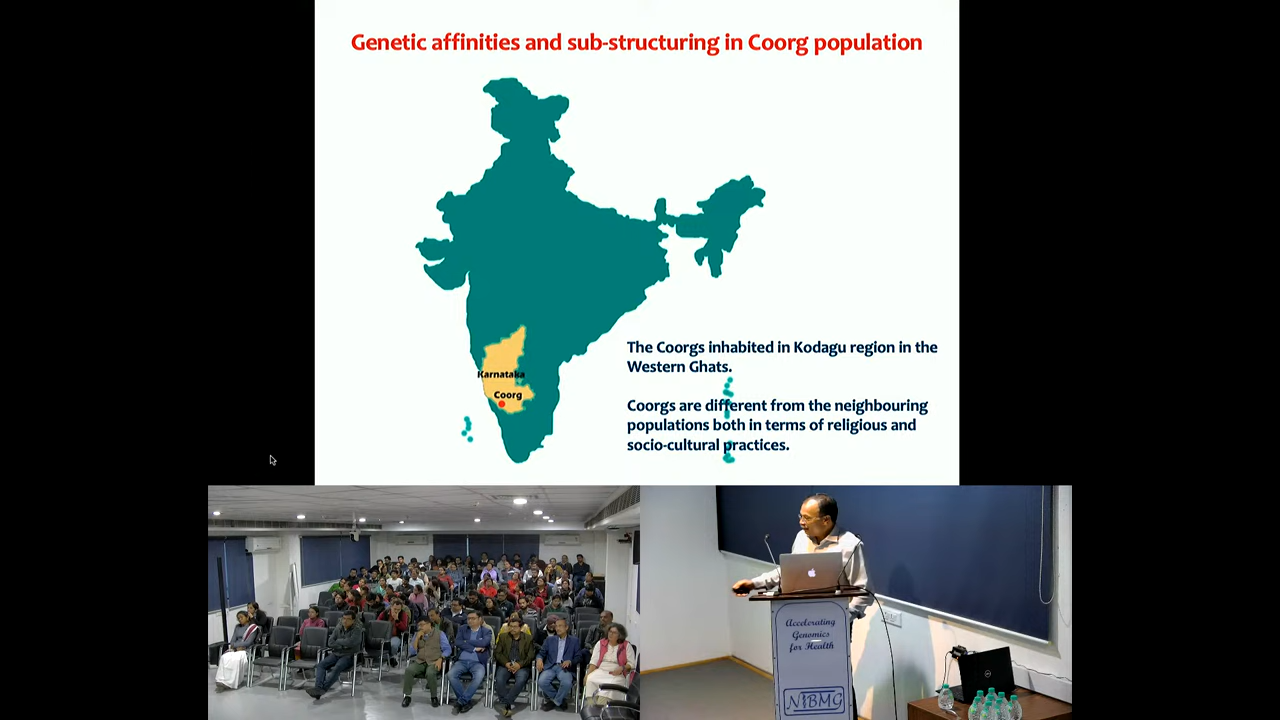 Genetic affinities and sub-structuring in Coorg population
Karnataka
Coorg
The Coorgs inhabited in Kodagu region in the
Western Ghats.
Coorgs are different from the neighbouring
populations both in terms of religious and
socio-cultural practices.
Accelerating
Genomics
for Health
NIBMG